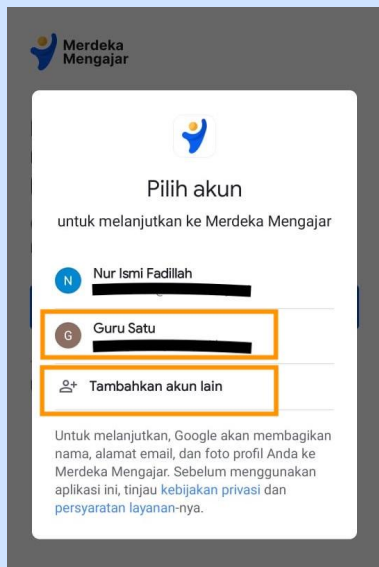 Merdeka
Mengajar
Pilih akun
untuk melanjutkan ke Merdeka Mengajar
N
Nur Ismi Fadillah
G
Guru Satu
Tambahkan akun lain
Untuk melanjutkan, Google akan membagikan
nama, alamat email, dan foto profil Anda ke
Merdeka Mengajar. Sebelum menggunakan
aplikasi ini, tinjau kebijakan privasi dan
persyaratan layanan-nya.